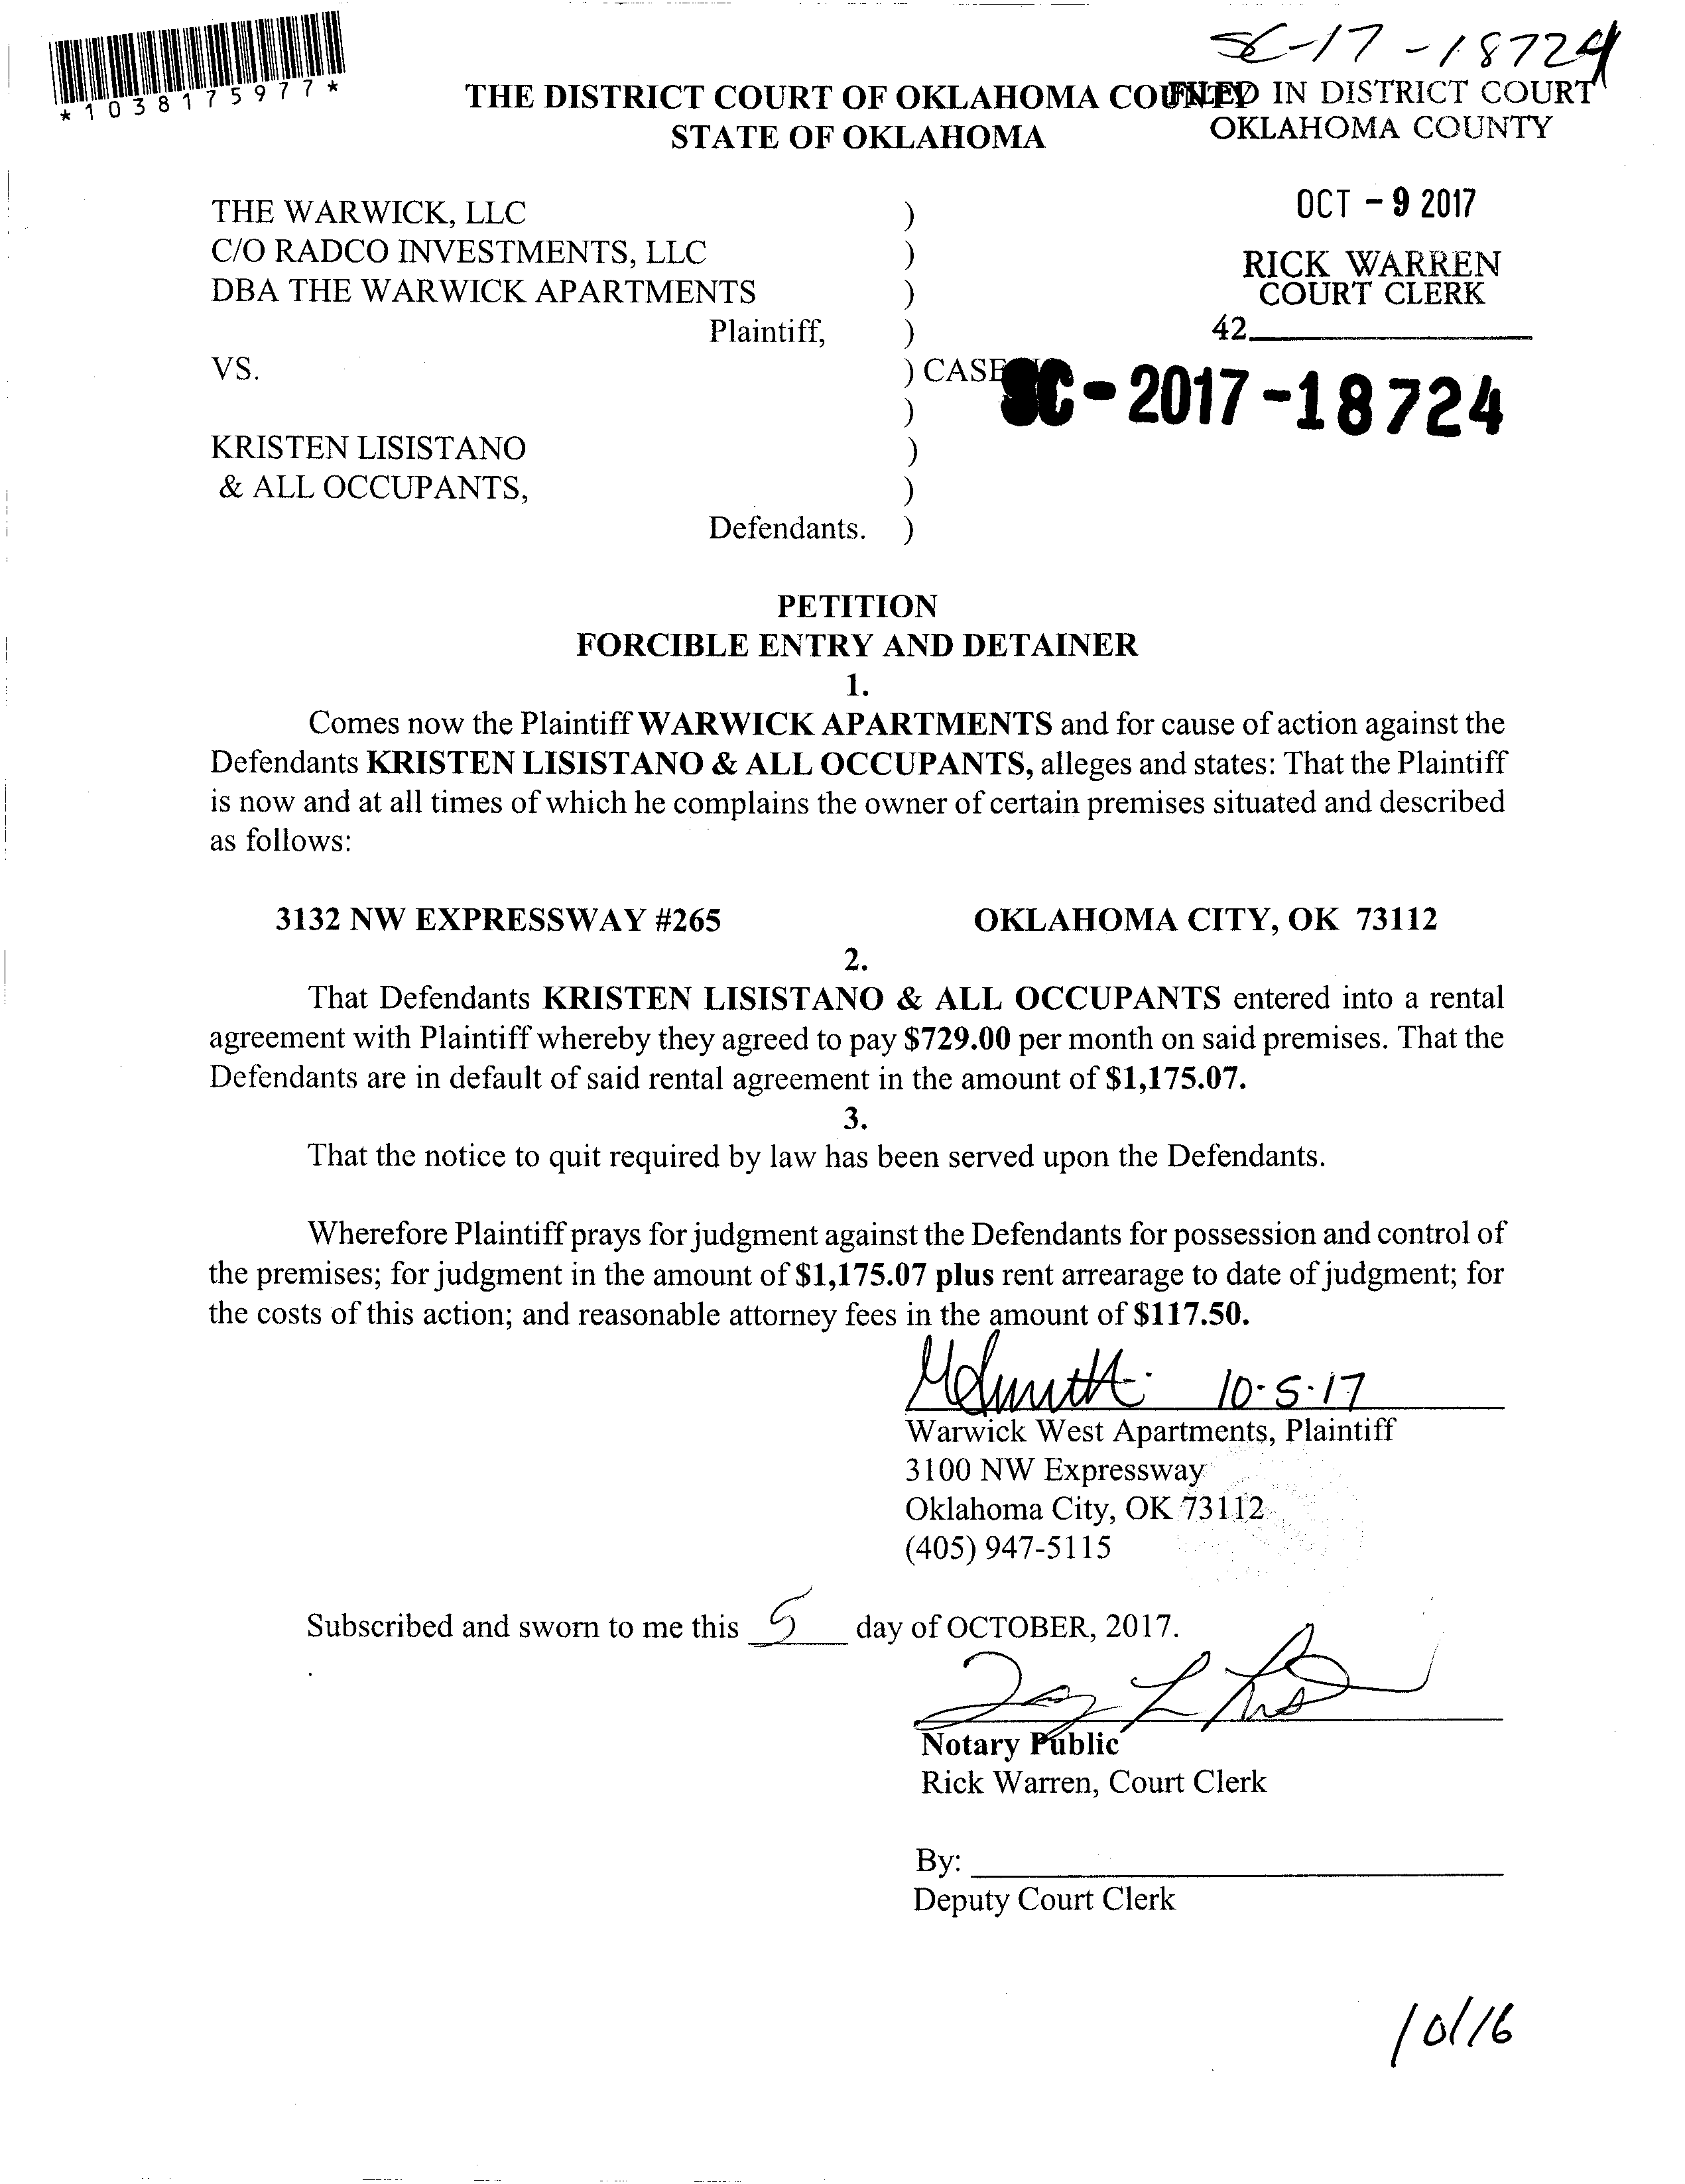 SC-17-18724
*1038175977*
THE DISTRICT COURT OF OKLAHOMA COUNTY
STATE OF OKLAHOMA
FILED IN DISTRICT COURT
OKLAHOMA COUNTY
OCT - 9 2017
RICK WARREN
COURT CLERK
42
THE WARWICK, LLC )
C/O RADCO INVESTMENTS, LLC )
DBA THE WARWICK APARTMENTS )
Plaintiff, )
VS. ) CASE
SC-2017-18724
)
KRISTEN LISISTANO )
& ALL OCCUPANTS, )
Defendants. )
PETITION
FORCIBLE ENTRY AND DETAINER
1.
Comes now the Plaintiff WARWICK APARTMENTS and for cause of action against the
Defendants KRISTEN LISISTANO & ALL OCCUPANTS, alleges and states: That the Plaintiff
is now and at all times of which he complains the owner of certain premises situated and described
as follows:
3132 NW EXPRESSWAY #265 OKLAHOMA CITY, OK 73112
2.
That Defendants KRISTEN LISISTANO & ALL OCCUPANTS entered into a rental
agreement with Plaintiff whereby they agreed to pay $729.00 per month on said premises. That the
Defendants are in default of said rental agreement in the amount of $1,175.07.
3.
That the notice to quit required by law has been served upon the Defendants.
Wherefore Plaintiff prays for judgment against the Defendants for possession and control of
the premises; for judgment in the amount of $1,175.07 plus rent arrearage to date of judgment; for
the costs of this action; and reasonable attorney fees in the amount of $117.50.
10-5-17
Warwick West Apartments, Plaintiff
3100 NW Expressway
Oklahoma City, OK 73112
(405) 947-5115
Subscribed and sworn to me this 5 day of OCTOBER, 2017.
Notary Public
Rick Warren, Court Clerk
By:
Deputy Court Clerk
10/16